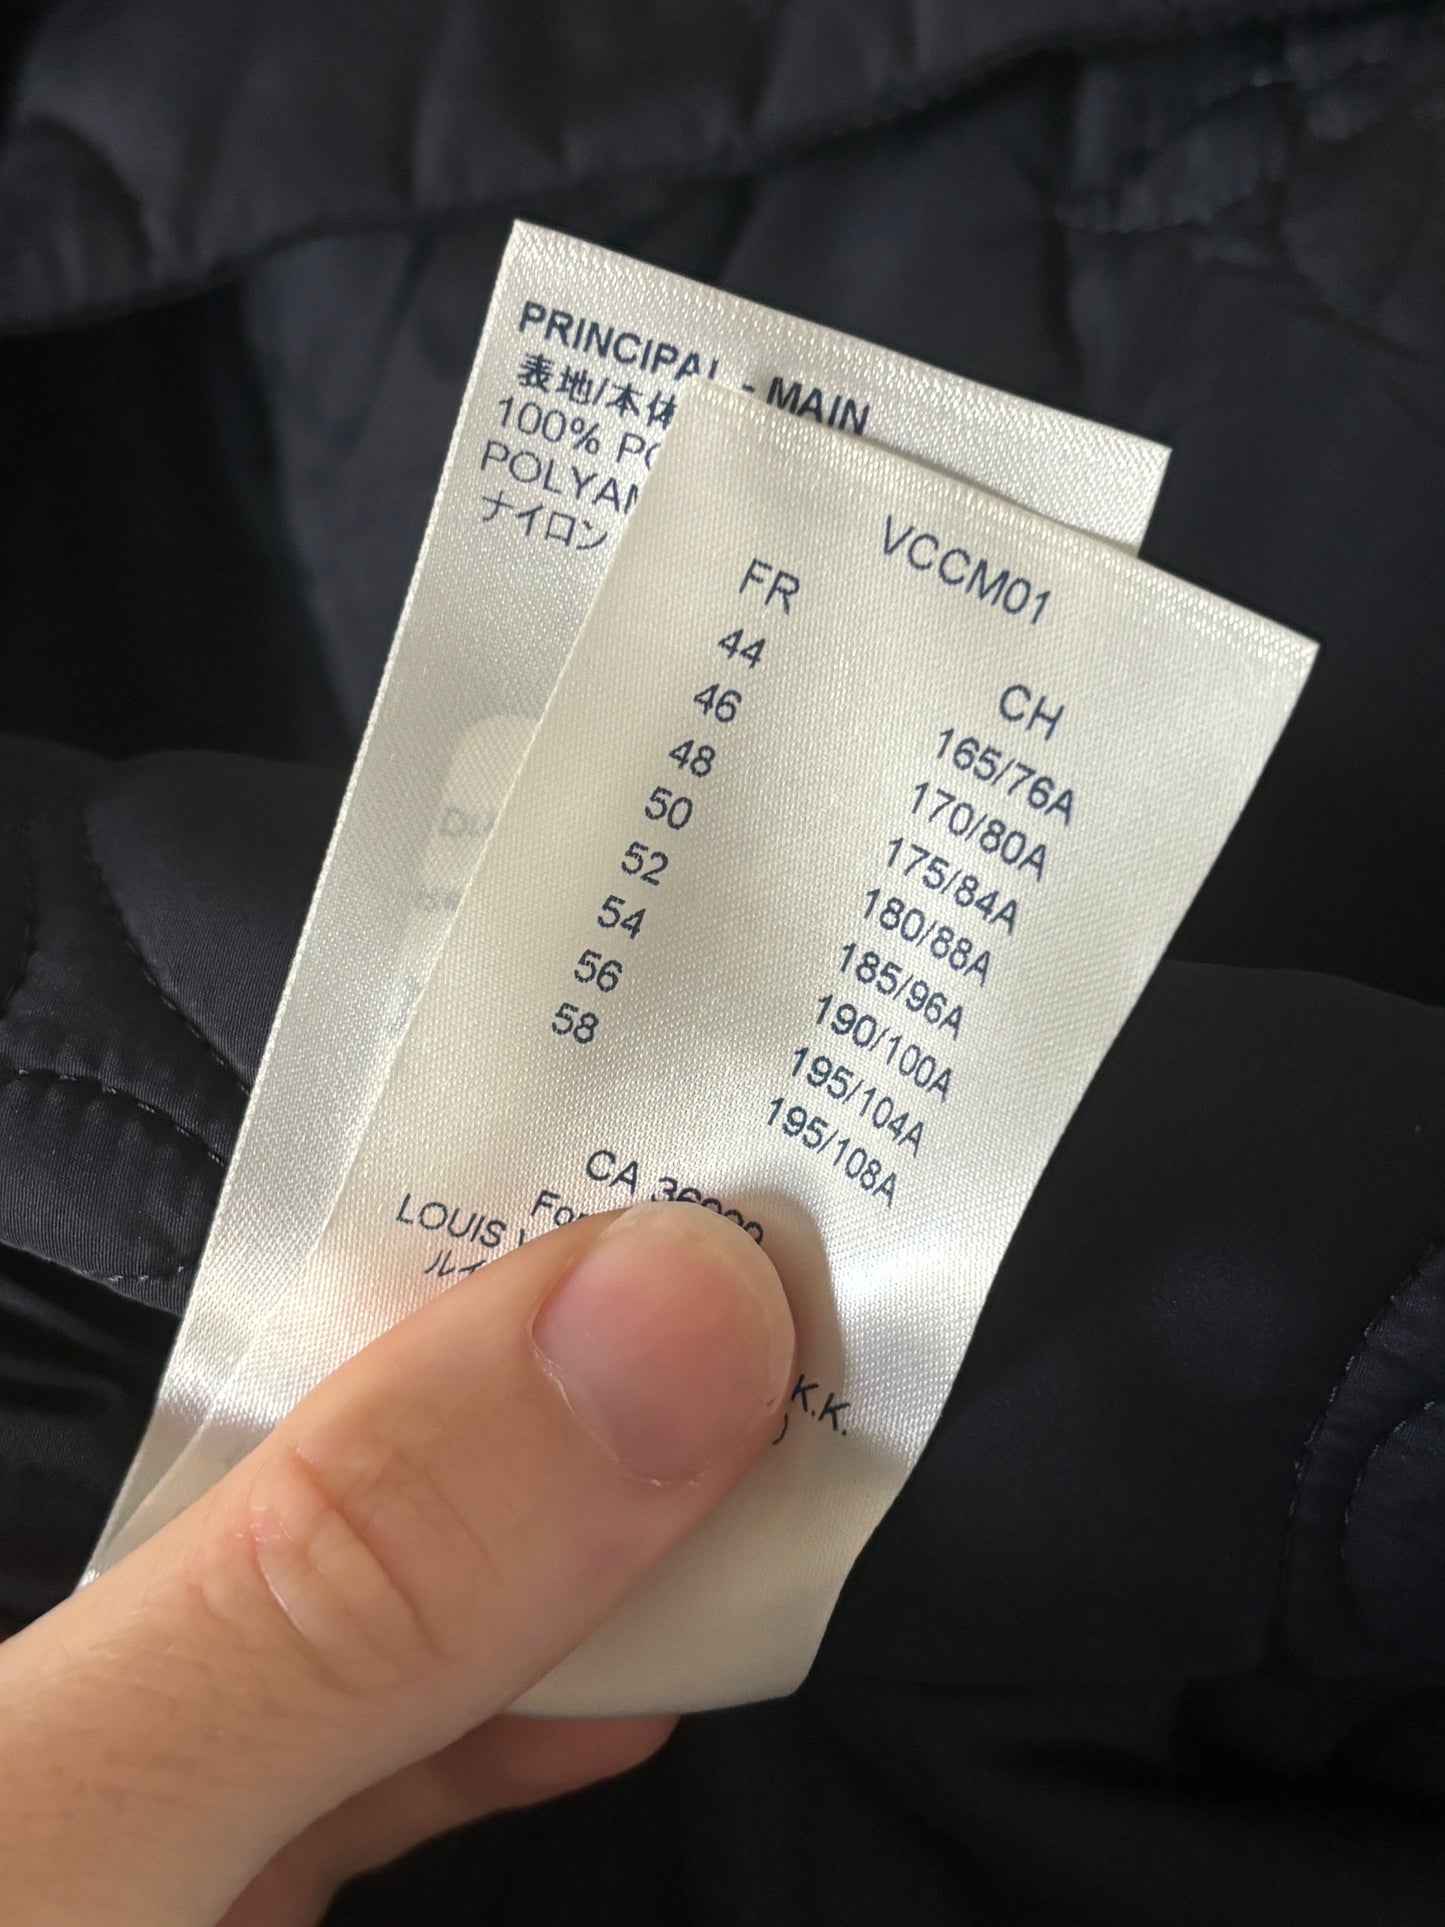 PRINCIPAL - MAIN
表地/本体
100%
ナイロン
VCCM01
FR
44
46
48
50
52
54
56
58
CH
165/76A
170/80A
175/84A
180/88A
185/96A
190/100A
195/104A
195/108A
CA
LOUIS
K.K.
)